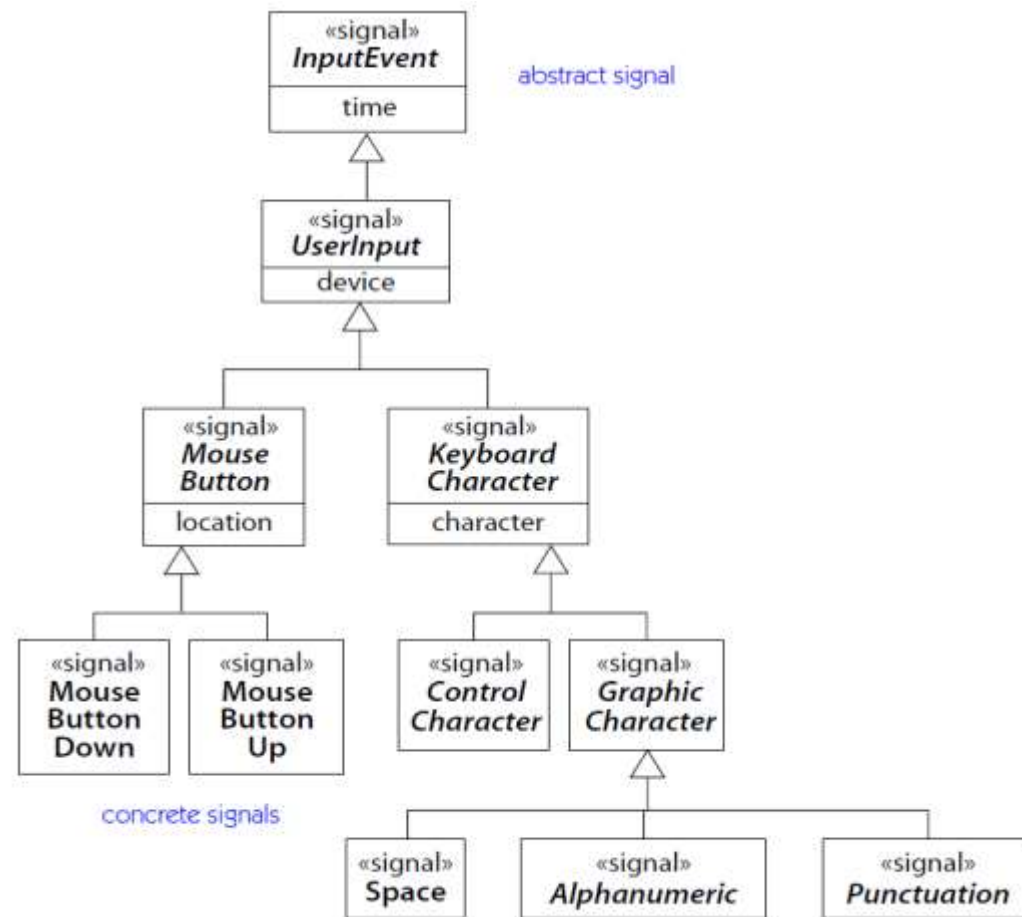 «signal»
InputEvent
abstract signal
time
«signal»
UserInput
device
«signal»
Mouse
Button
location
«signal»
Keyboard
Character
character
«signal»
Mouse
Button
Down
«signal»
Mouse
Button
Up
«signal»
Control
Character
«signal»
Graphic
Character
concrete signals
«signal»
Space
«signal»
Alphanumeric
«signal»
Punctuation